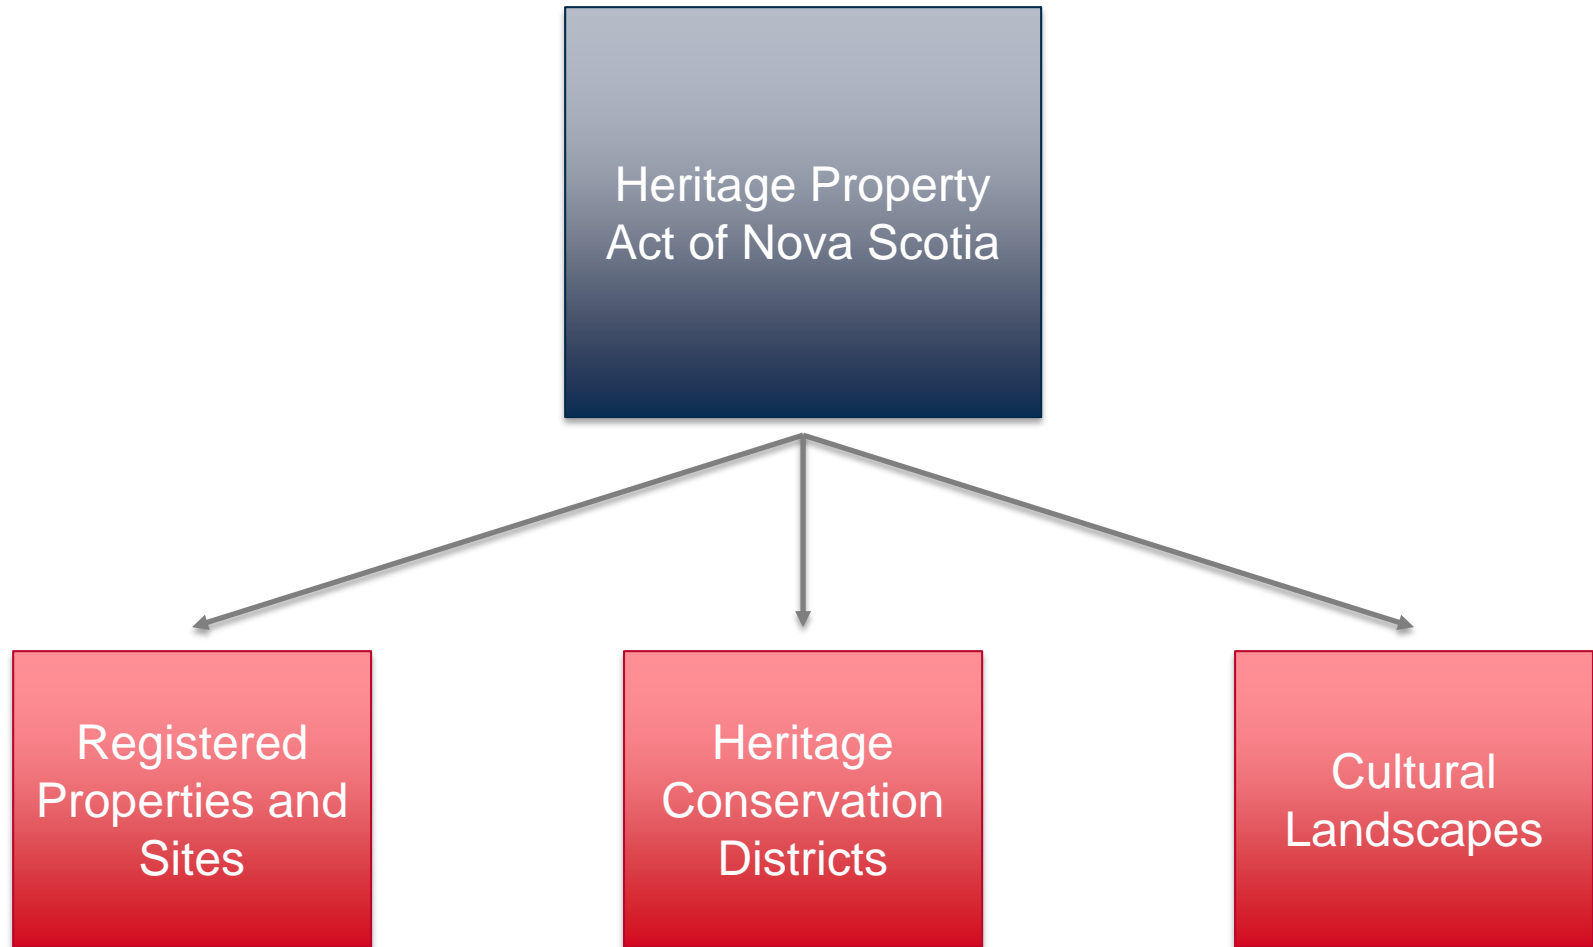 Heritage Property
Act of Nova Scotia
Registered
Properties and
Sites
Heritage
Conservation
Districts
Cultural
Landscapes